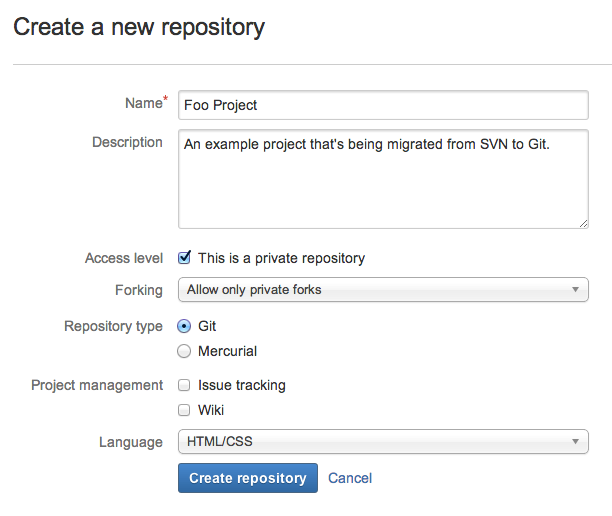 Create a new repository
Name* Foo Project
Description An example project that's being migrated from SVN to Git.
Access level This is a private repository
Forking Allow only private forks
Repository type Git
Mercurial
Project management Issue tracking
Wiki
Language HTML/CSS
Create repository Cancel